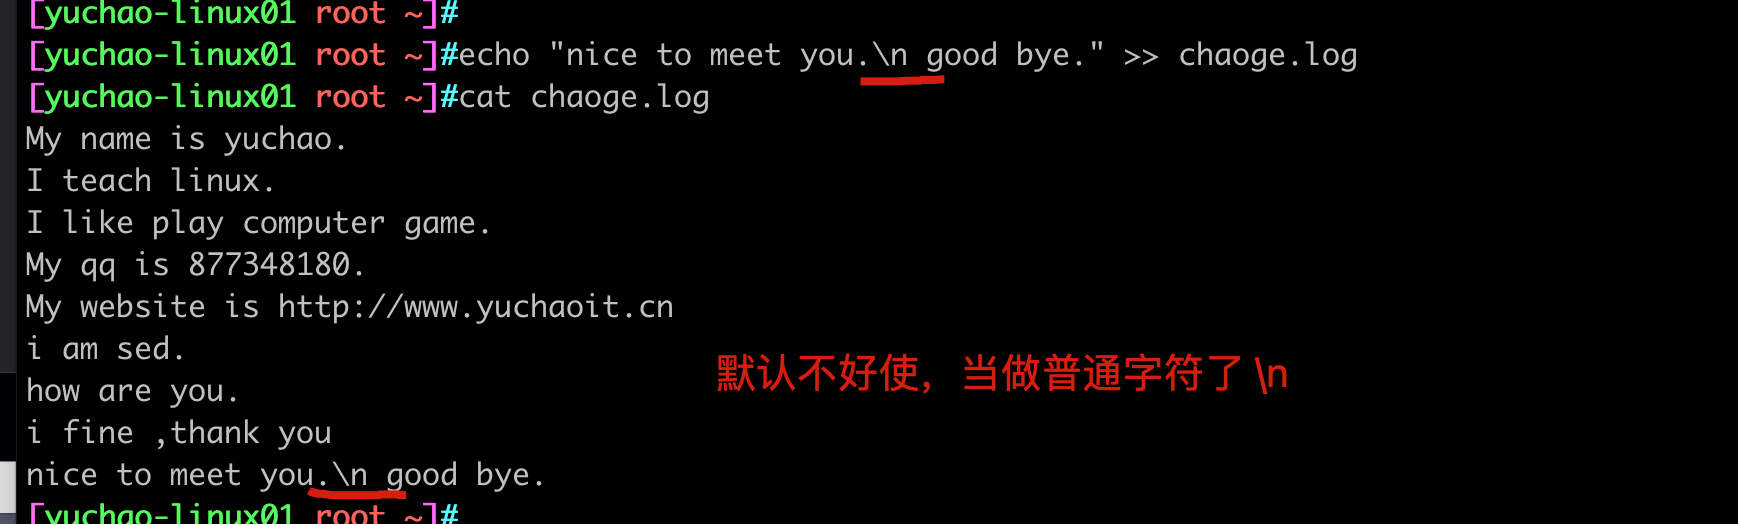 [yuchao-linux01 root ~]#
[yuchao-linux01 root ~]#echo "nice to meet you.\n good bye." >> chaoge.log
[yuchao-linux01 root ~]#cat chaoge.log
My name is yuchao.
I teach linux.
I like play computer game.
My qq is 877348180.
My website is http://www.yuchaoit.cn
i am sed.
默认不好使，当做普通字符了 \n
how are you.
i fine ,thank you
nice to meet you.\n good bye.
[yuchao-linux01 root ~]#